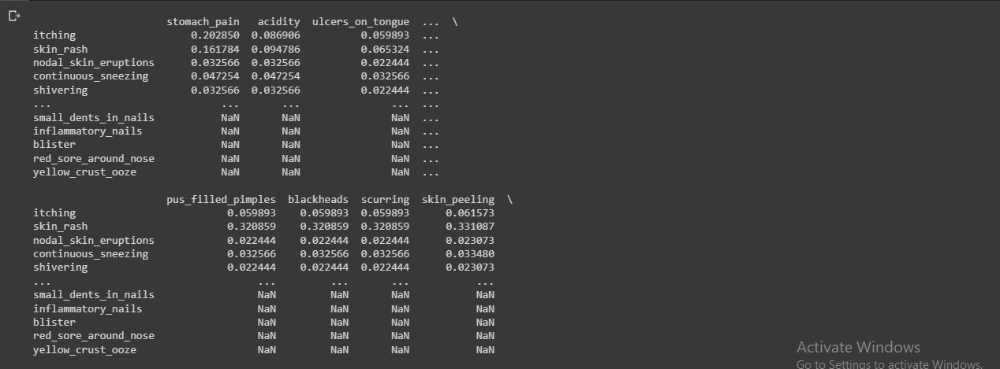 stomach_pain acidity ulcers_on_tongue ... \
itching 0.202850 0.086906 0.059893 ...
skin_rash 0.161784 0.094786 0.065324 ...
nodal_skin_eruptions 0.032566 0.032566 0.022444 ...
continuous_sneezing 0.047254 0.047254 0.032566 ...
shivering 0.032566 0.032566 0.022444 ...
... ... ... ... ...
small_dents_in_nails NaN NaN NaN ...
inflammatory_nails NaN NaN NaN ...
blister NaN NaN NaN ...
red_sore_around_nose NaN NaN NaN ...
yellow_crust_ooze NaN NaN NaN ...
pus_filled_pimples blackheads scurring skin_peeling \
itching 0.059893 0.059893 0.059893 0.061573
skin_rash 0.320859 0.320859 0.320859 0.331087
nodal_skin_eruptions 0.022444 0.022444 0.022444 0.023073
continuous_sneezing 0.032566 0.032566 0.032566 0.033480
shivering 0.022444 0.022444 0.022444 0.023073
... ... ... ... ...
small_dents_in_nails NaN NaN NaN NaN
inflammatory_nails NaN NaN NaN NaN
blister NaN NaN NaN NaN
red_sore_around_nose NaN NaN NaN NaN
yellow_crust_ooze NaN NaN NaN NaN
Activate Windows
Go to Settings to activate Windows.